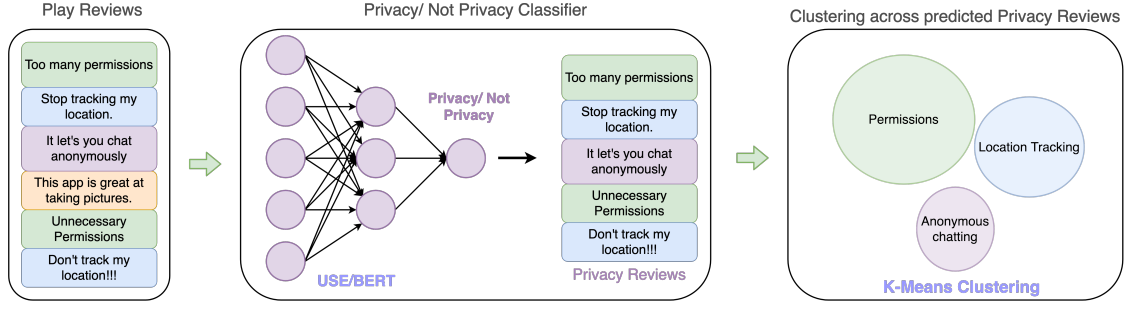 Play Reviews
Too many permissions
Stop tracking my
location.
It let's you chat
anonymously
This app is great at
taking pictures.
Unnecessary
Permissions
Don't track my
location!!!
Privacy/ Not Privacy Classifier
Privacy/ Not
Privacy
USE/BERT
Too many permissions
Stop tracking my
location.
It let's you chat
anonymously
Unnecessary
Permissions
Don't track my
location!!!
Privacy Reviews
Clustering across predicted Privacy Reviews
Permissions
Location Tracking
Anonymous
chatting
K-Means Clustering